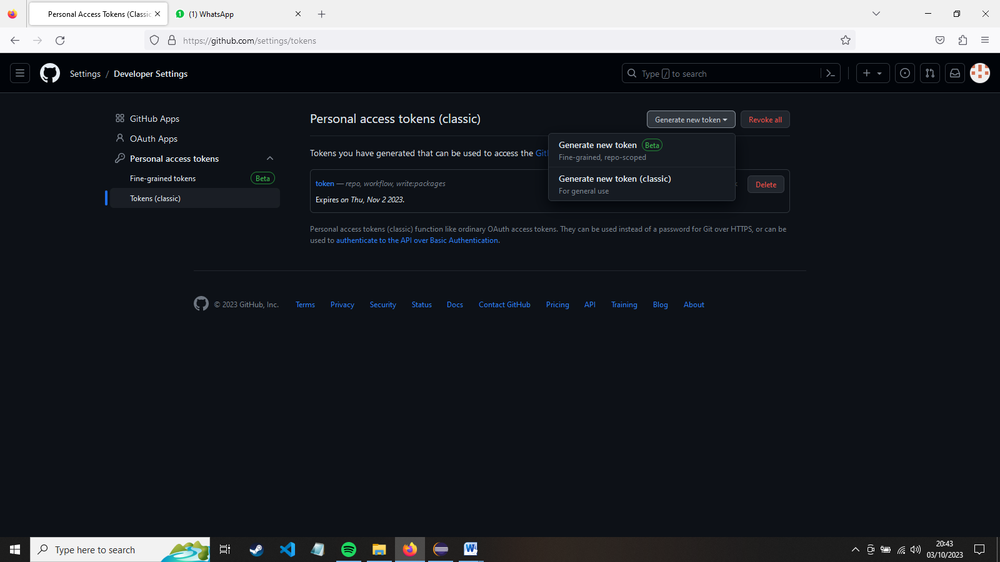 Personal Access Tokens (Classic
(1) WhatsApp
https://github.com/settings/tokens
Settings / Developer Settings
Type / to search
GitHub Apps
OAuth Apps
Personal access tokens
Fine-grained tokens Beta
Tokens (classic)
Personal access tokens (classic)
Generate new token
Revoke all
Generate new token Beta
Fine-grained, repo-scoped
Generate new token (classic)
For general use
Tokens you have generated that can be used to access the Git
token — repo, workflow, write:packages
Delete
Expires on Thu, Nov 2 2023.
Personal access tokens (classic) function like ordinary OAuth access tokens. They can be used instead of a password for Git over HTTPS, or can be
used to authenticate to the API over Basic Authentication.
© 2023 GitHub, Inc. Terms Privacy Security Status Docs Contact GitHub Pricing API Training Blog About
Type here to search
20:43
03/10/2023